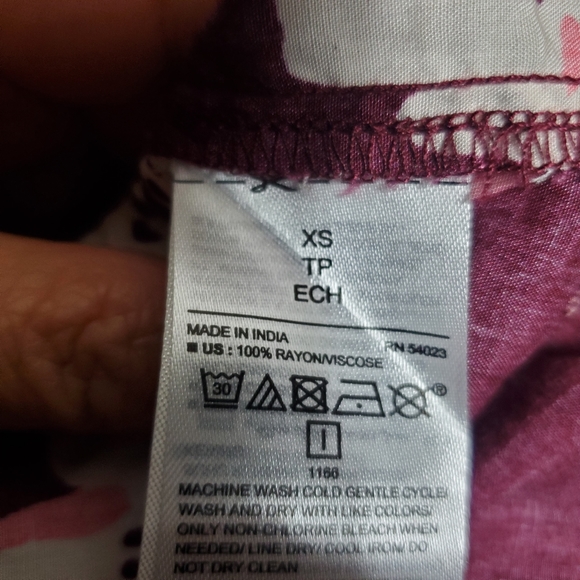 XS
TP
ECH
MADE IN INDIA
RN 54023
US : 100% RAYON/VISCOSE
30
®
I
1166
MACHINE WASH COLD GENTLE CYCLE/
WASH AND DRY WITH LIKE COLORS/
ONLY NON-CHLORINE BLEACH WHEN
NEEDED/ LINE DRY/ COOL IRON/ DO
NOT DRY CLEAN